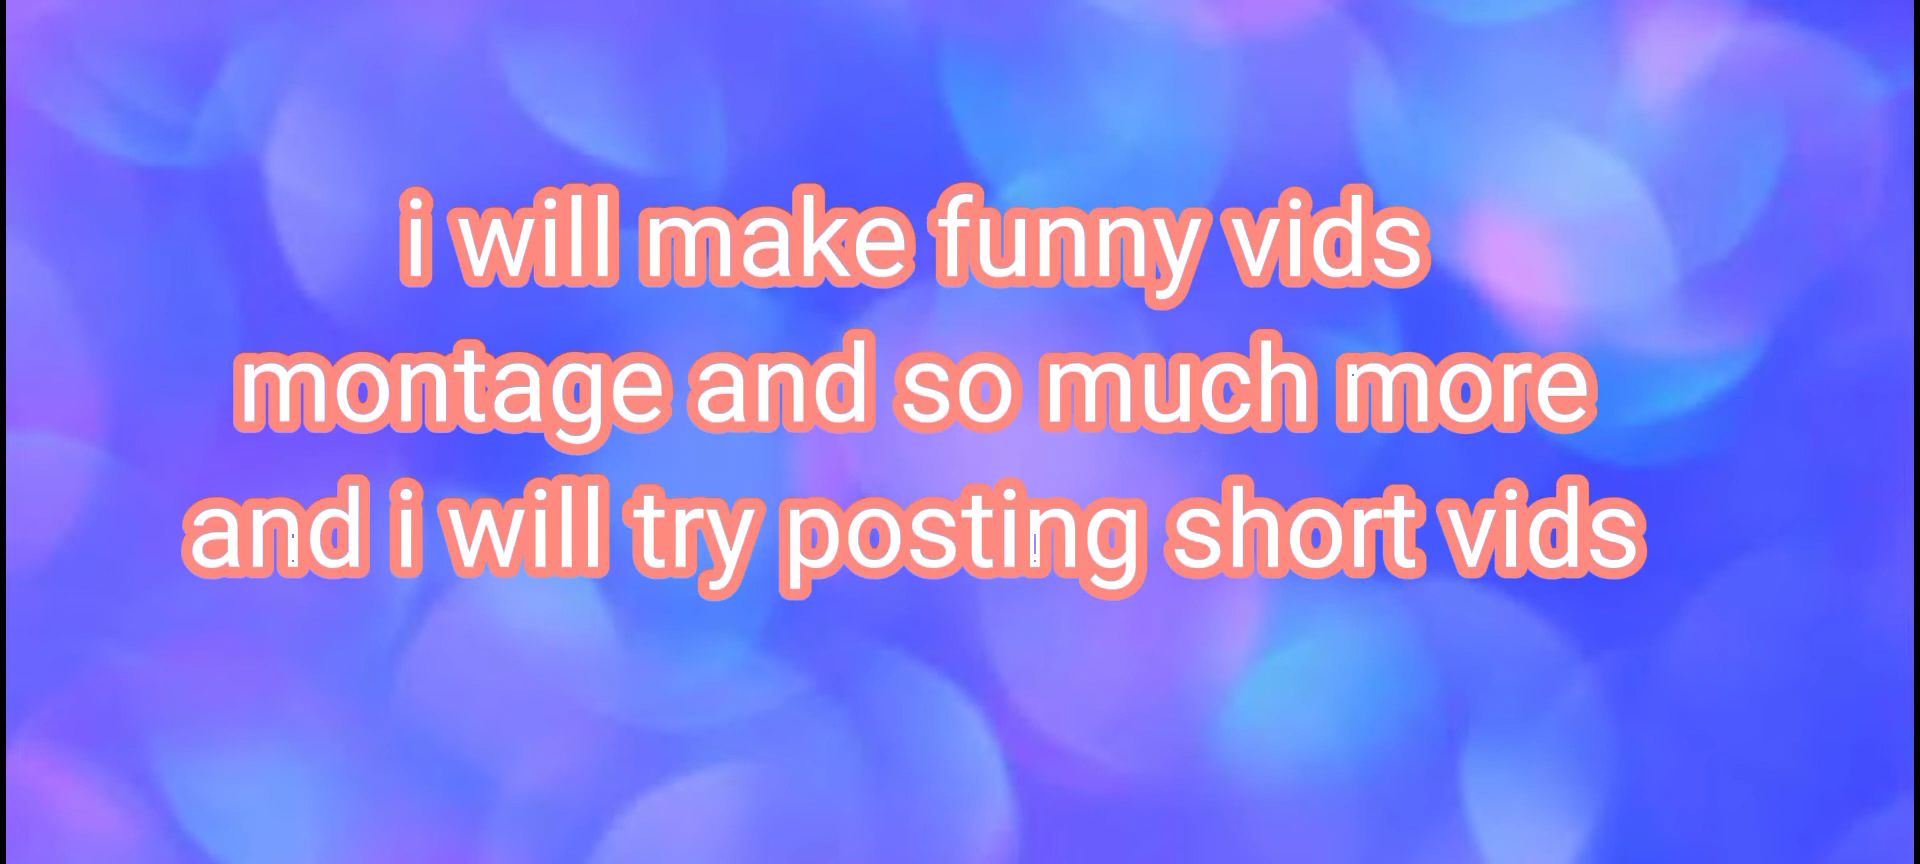 i will make funny vids
montage and so much more
and i will try posting short vids